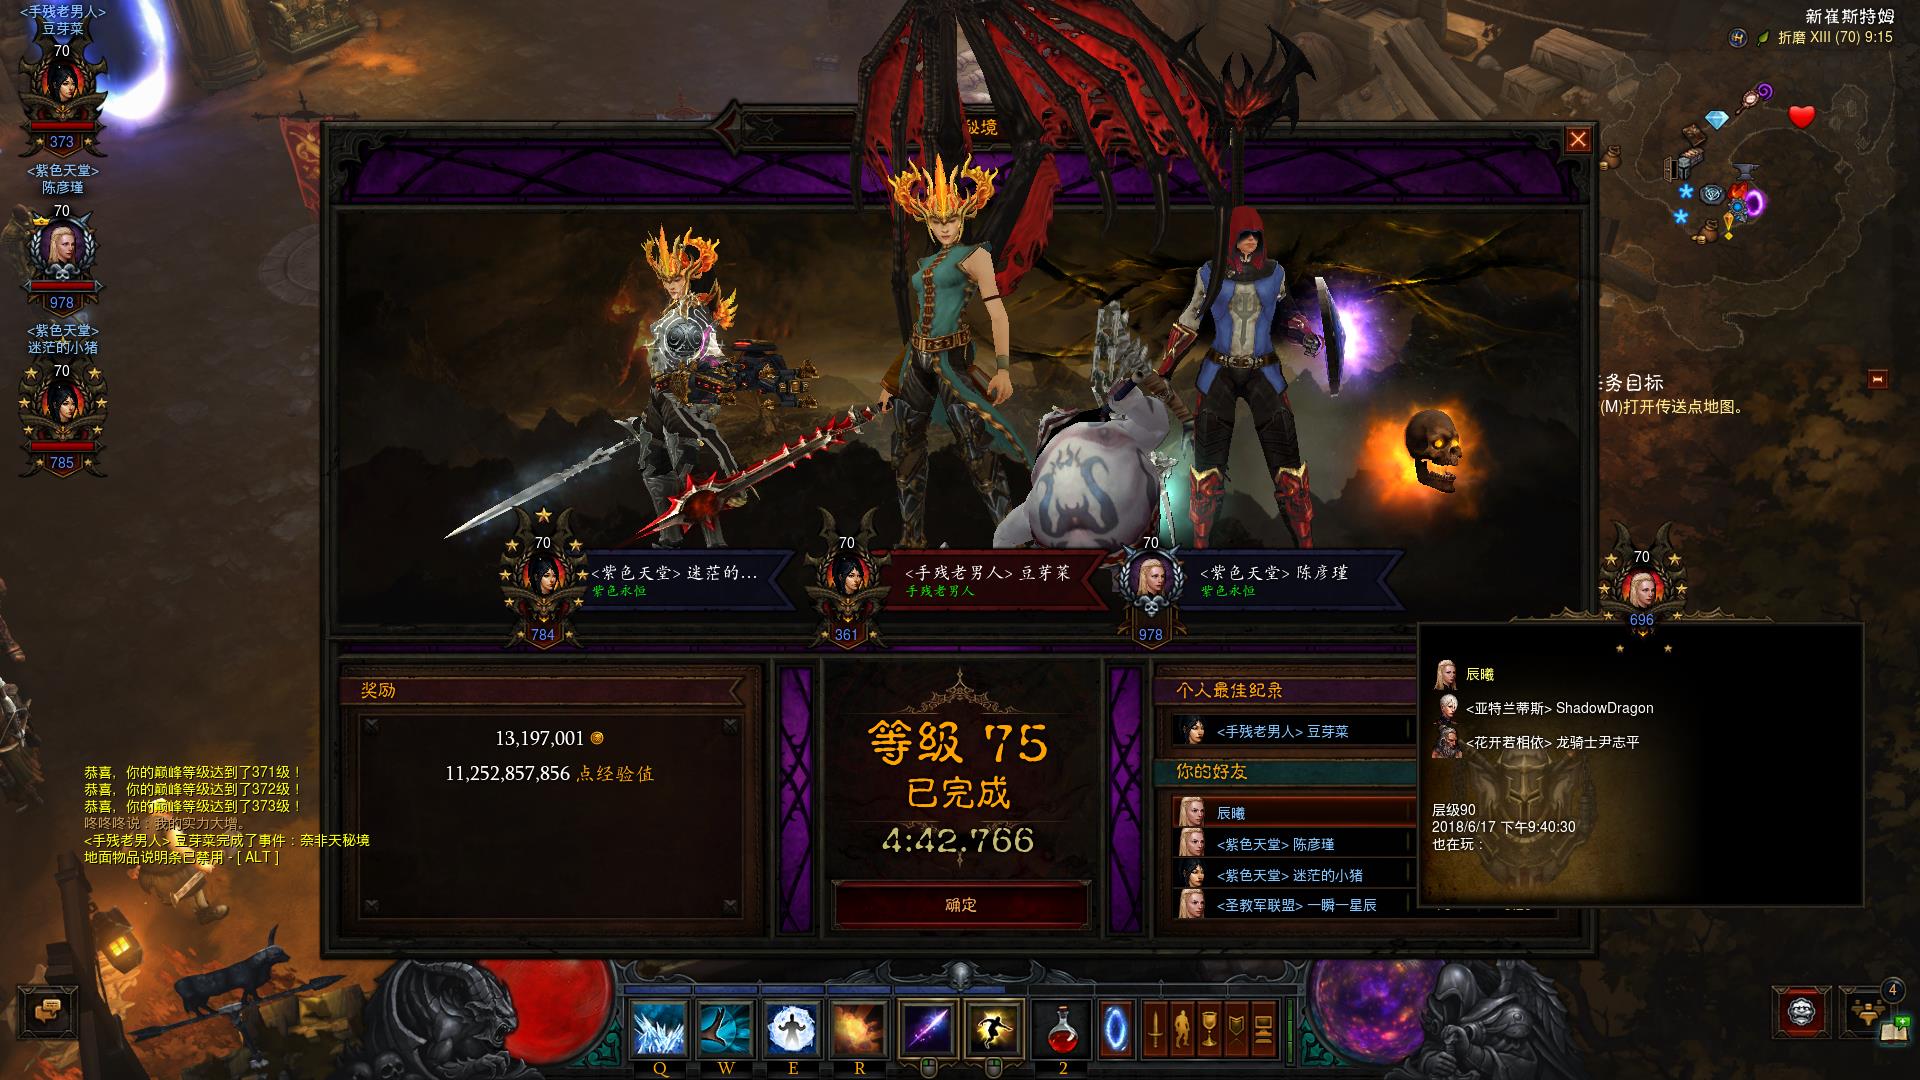 <手残老男人>
豆芽菜
70
373
<紫色天堂>
陈彦瑾
70
978
<紫色天堂>
迷茫的小猪
70
785
新崔斯特姆
折磨 XIII (70) 9:15
秘境
务目标
(M)打开传送点地图。
70
<紫色天堂> 迷茫的...
紫色永恒
784
70
<手残老男人> 豆芽菜
手残老男人
361
70
<紫色天堂> 陈彦瑾
紫色永恒
978
70
696
奖励
13,197,001
11,252,857,856 点经验值
等级 75
已完成
4:42.766
确定
个人最佳纪录
<手残老男人> 豆芽菜
你的好友
辰曦
<紫色天堂> 陈彦瑾
<紫色天堂> 迷茫的小猪
<圣教军联盟> 一瞬一星辰
辰曦
<亚特兰蒂斯> ShadowDragon
<花开若相依> 龙骑士尹志平
层级90
2018/6/17 下午9:40:30
也在玩：
恭喜，你的巅峰等级达到了371级！
恭喜，你的巅峰等级达到了372级！
恭喜，你的巅峰等级达到了373级！
咚咚咚说：我的实力大增。
<手残老男人> 豆芽菜完成了事件：奈非天秘境
地面物品说明条已禁用 - [ ALT ]
Q
W
E
R
2
4